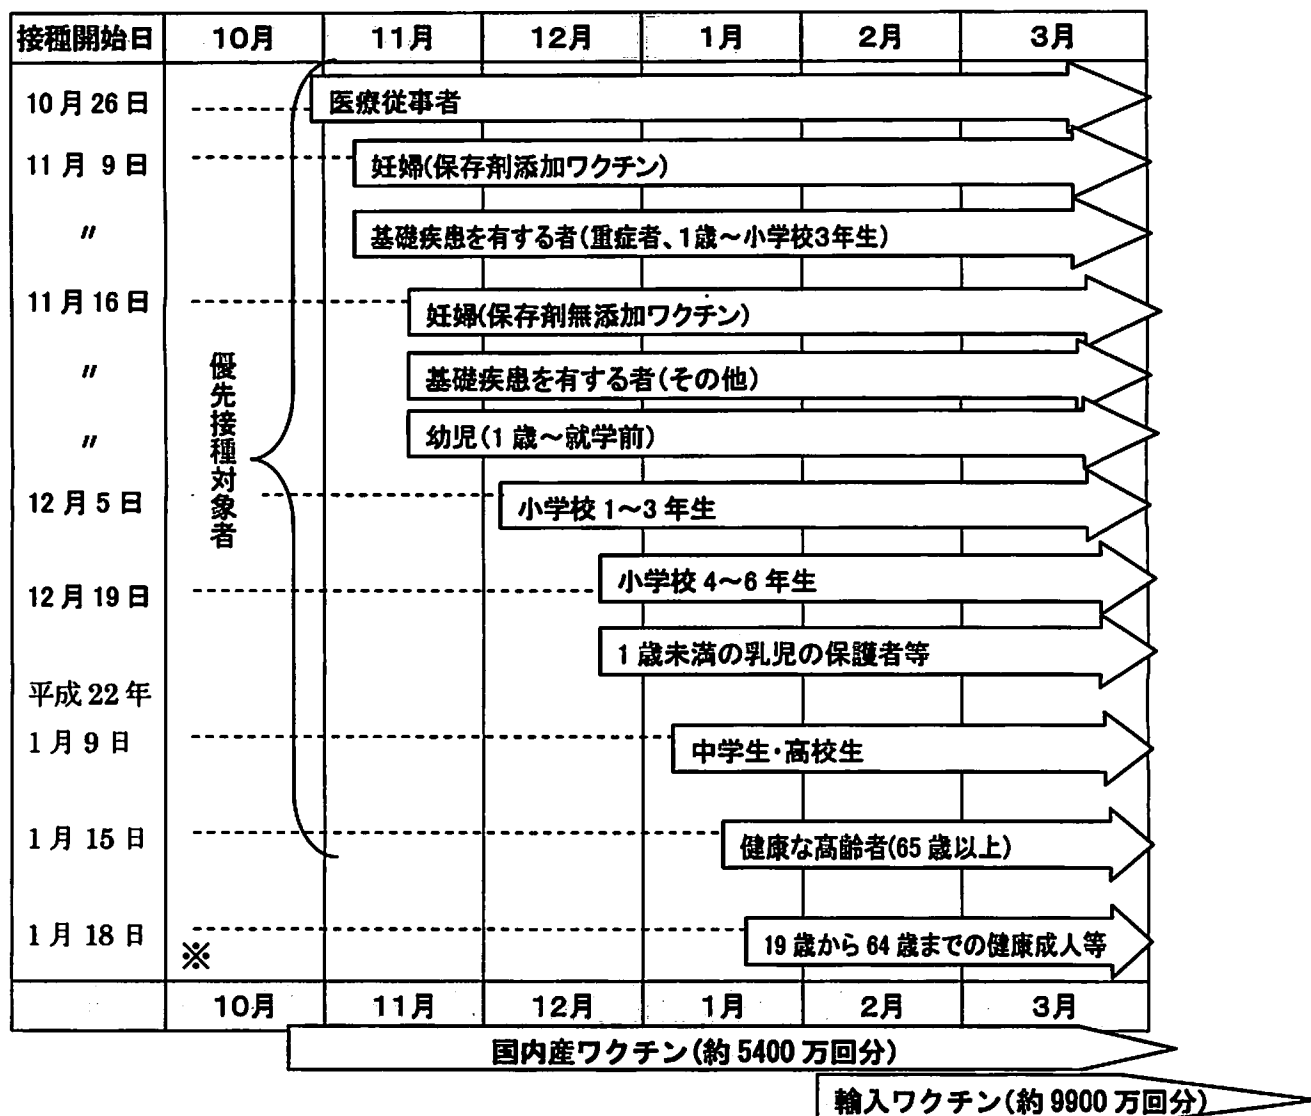 接種開始日 10月 11月 12月 1月 2月 3月
10月26日 医療従事者
11月 9日 妊婦(保存剤添加ワクチン)
〃 基礎疾患を有する者(重症者、1歳～小学校3年生)
11月16日 妊婦(保存剤無添加ワクチン)
〃 基礎疾患を有する者(その他)
〃 幼児(1歳～就学前)
優先接種対象者
12月5日 小学校1～3年生
12月19日 小学校4～6年生
1歳未満の乳児の保護者等
平成22年
1月9日 中学生・高校生
1月15日 健康な高齢者(65歳以上)
1月18日 ※ 19歳から64歳までの健康成人等
10月 11月 12月 1月 2月 3月
国内産ワクチン(約5400万回分)
輸入ワクチン(約9900万回分)